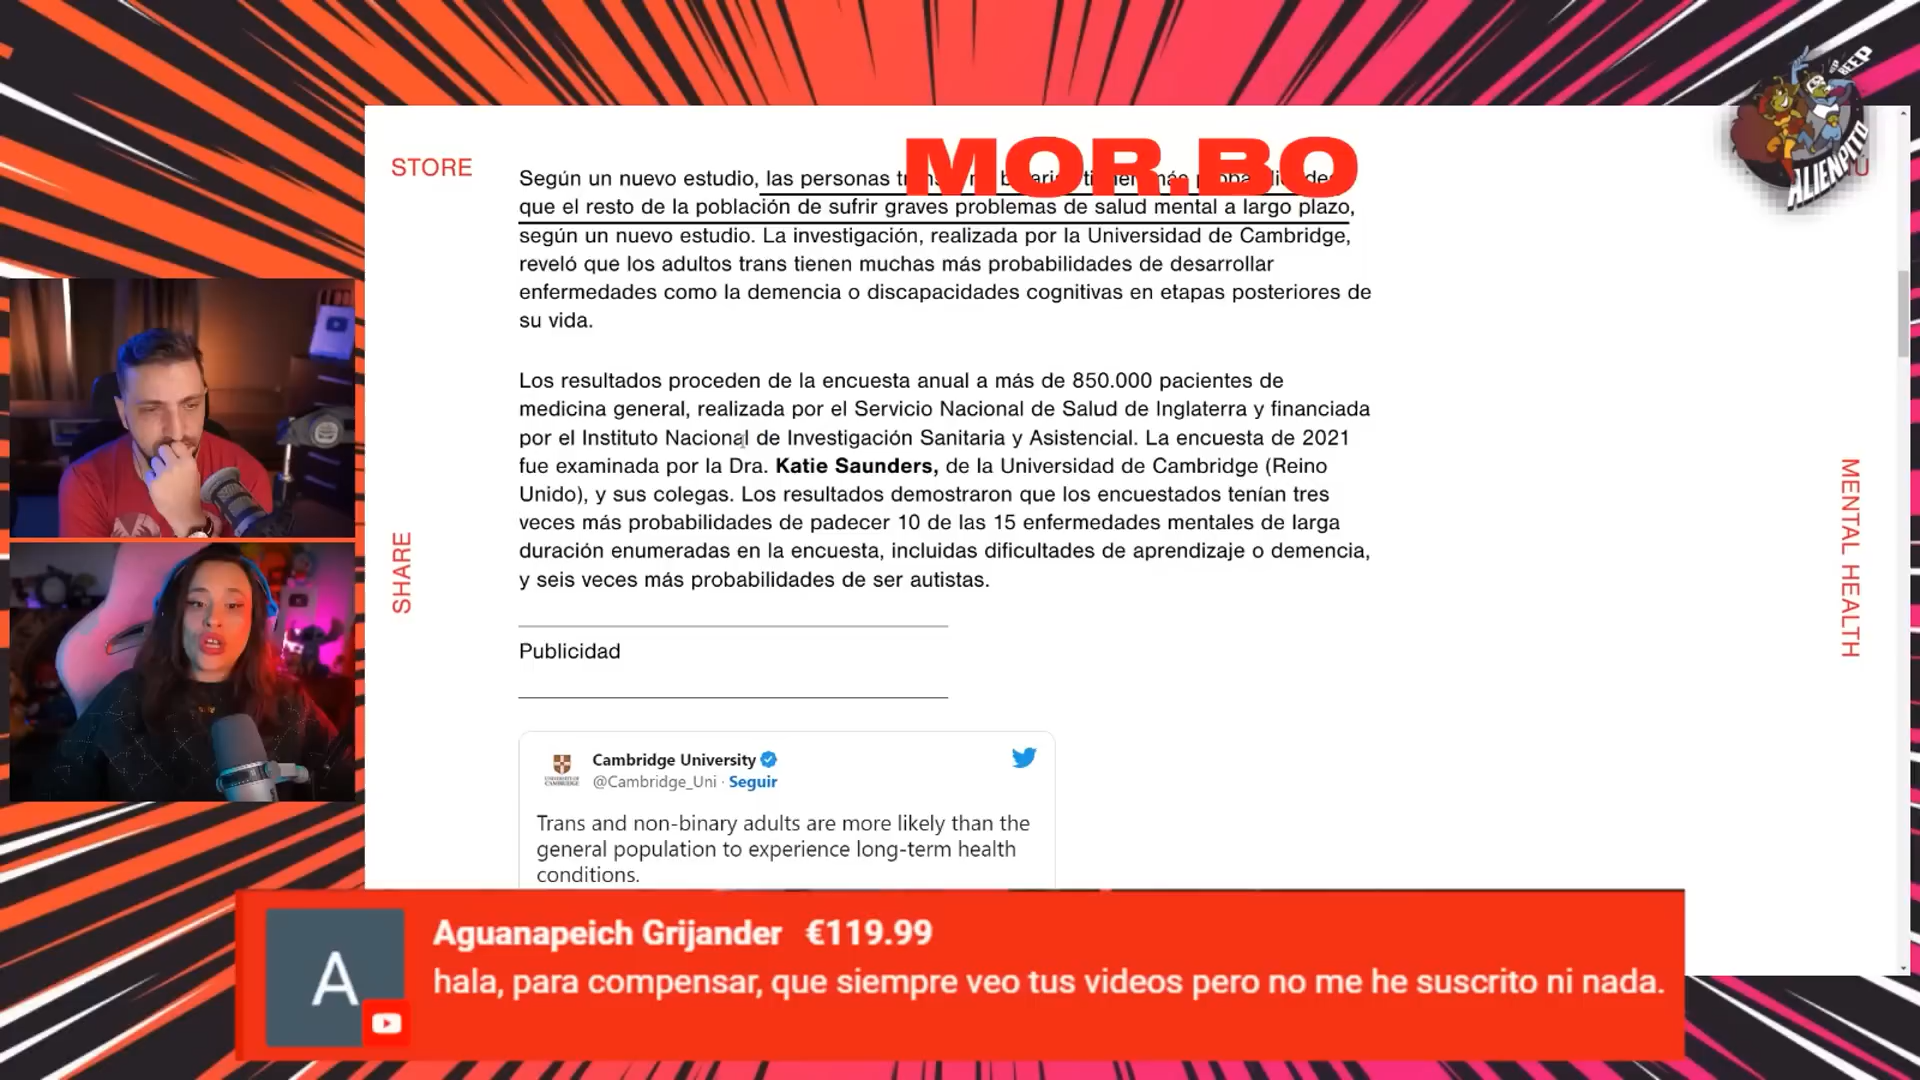 STORE
MOR.BO
BEEP
ALIENPITO
Según un nuevo estudio, las personas
que el resto de la población de sufrir graves problemas de salud mental a largo plazo,
según un nuevo estudio. La investigación, realizada por la Universidad de Cambridge,
reveló que los adultos trans tienen muchas más probabilidades de desarrollar
enfermedades como la demencia o discapacidades cognitivas en etapas posteriores de
su vida.
Los resultados proceden de la encuesta anual a más de 850.000 pacientes de
medicina general, realizada por el Servicio Nacional de Salud de Inglaterra y financiada
por el Instituto Nacional de Investigación Sanitaria y Asistencial. La encuesta de 2021
fue examinada por la Dra. Katie Saunders, de la Universidad de Cambridge (Reino
Unido), y sus colegas. Los resultados demostraron que los encuestados tenían tres
veces más probabilidades de padecer 10 de las 15 enfermedades mentales de larga
duración enumeradas en la encuesta, incluidas dificultades de aprendizaje o demencia,
y seis veces más probabilidades de ser autistas.
SHARE
MENTAL HEALTH
Publicidad
Cambridge University
@Cambridge_Uni · Seguir
Trans and non-binary adults are more likely than the
general population to experience long-term health
conditions.
A
Aguanapeich Grijander €119.99
hala, para compensar, que siempre veo tus videos pero no me he suscrito ni nada.